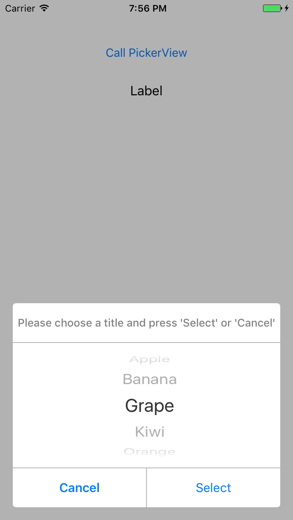 Carrier 7:56 PM
Call PickerView
Label
Please choose a title and press 'Select' or 'Cancel'
Apple
Banana
Grape
Kiwi
Orange
Cancel Select